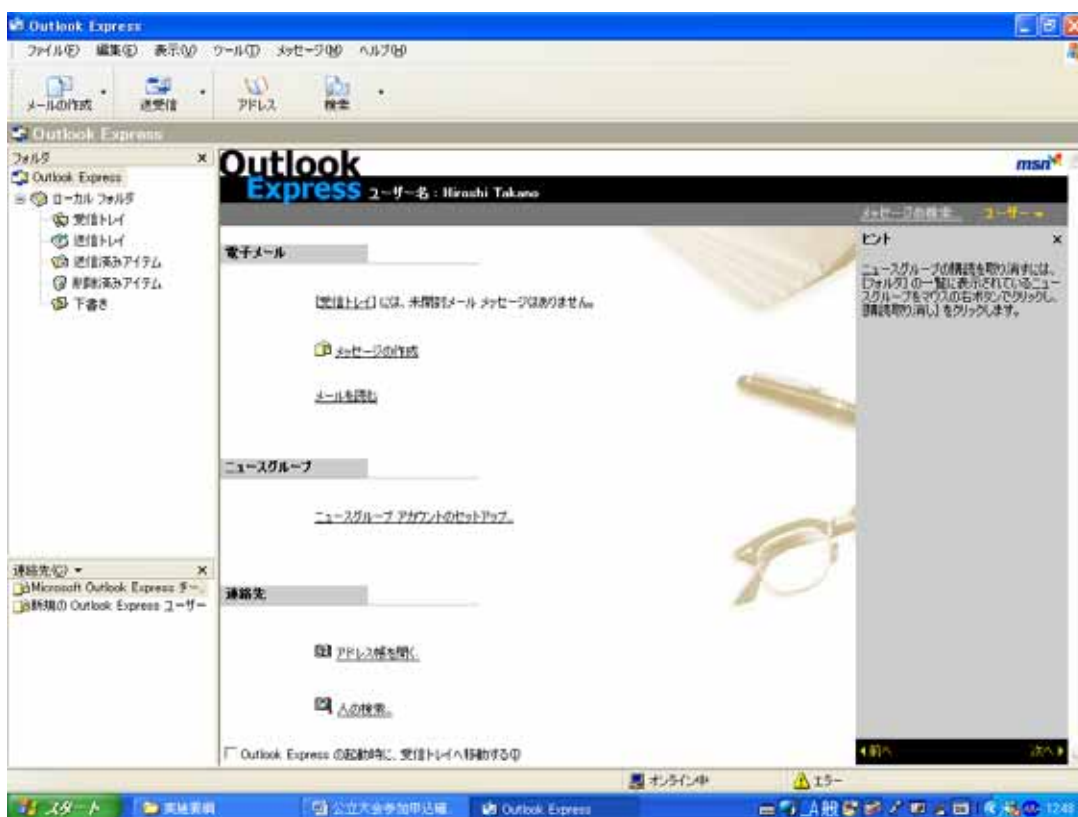 Outlook Express
ファイル(F) 編集(E) 表示(V) ツール(T) メッセージ(M) ヘルプ(H)
メールの作成 送受信 アドレス 検索
Outlook Express
フォルダ ×
Outlook Express
ローカル フォルダ
受信トレイ
送信トレイ
送信済みアイテム
削除済みアイテム
下書き
連絡先(C) ×
Microsoft Outlook Express チー..
新規の Outlook Express ユーザー
Outlook
Express ユーザー名 : Hiroshi Takano
msn
メッセージの検索... ユーザー
電子メール
[受信トレイ] には、未開封メール メッセージはありません。
メッセージの作成
メールを読む
ニュースグループ
ニュースグループ アカウントのセットアップ...
連絡先
アドレス帳を開く...
人の検索...
Outlook Express の起動時に、受信トレイへ移動する(I)
ヒント ×
ニュースグループの購読を取り消すには、
[フォルダ] の一覧に表示されているニュー
スグループをマウスの右ボタンでクリックし、
[購読取り消し] をクリックします。
前へ 次へ
オンライン中 エラー
スタート 実施要綱 公立大会参加申込編.. Outlook Express A般 12:48